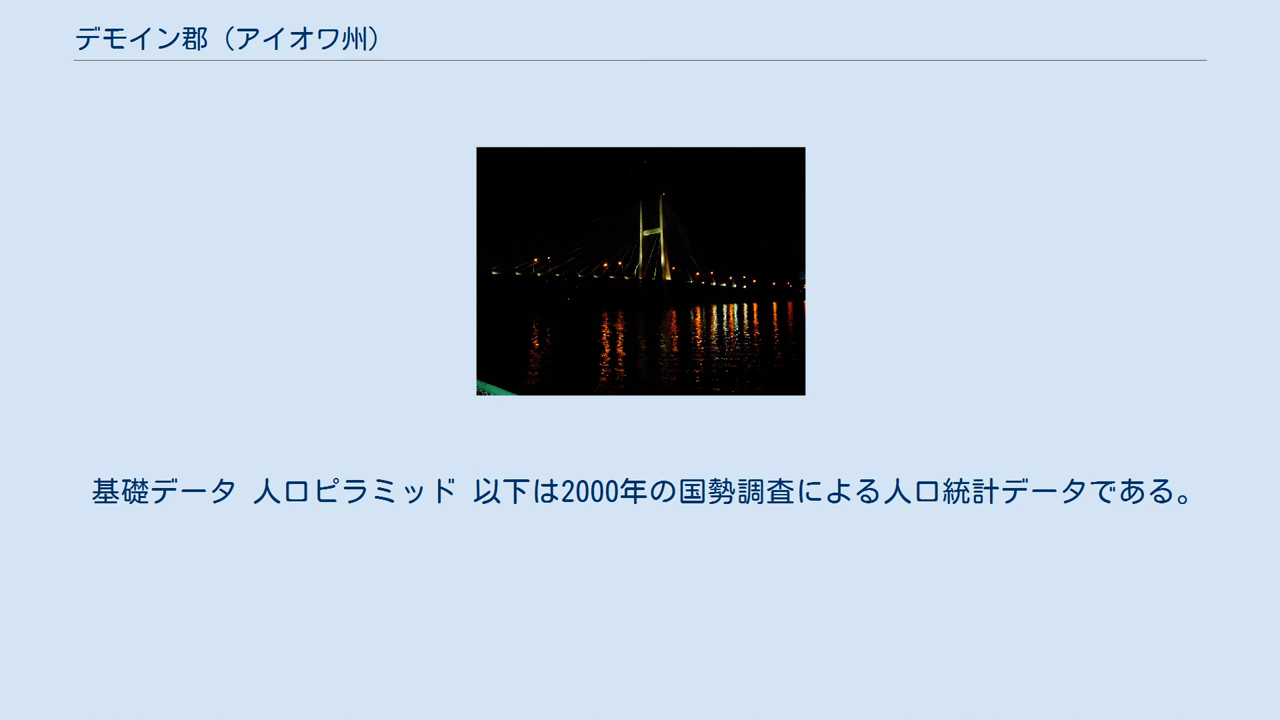 デモイン郡（アイオワ州）
基礎データ 人口ピラミッド 以下は2000年の国勢調査による人口統計データである。